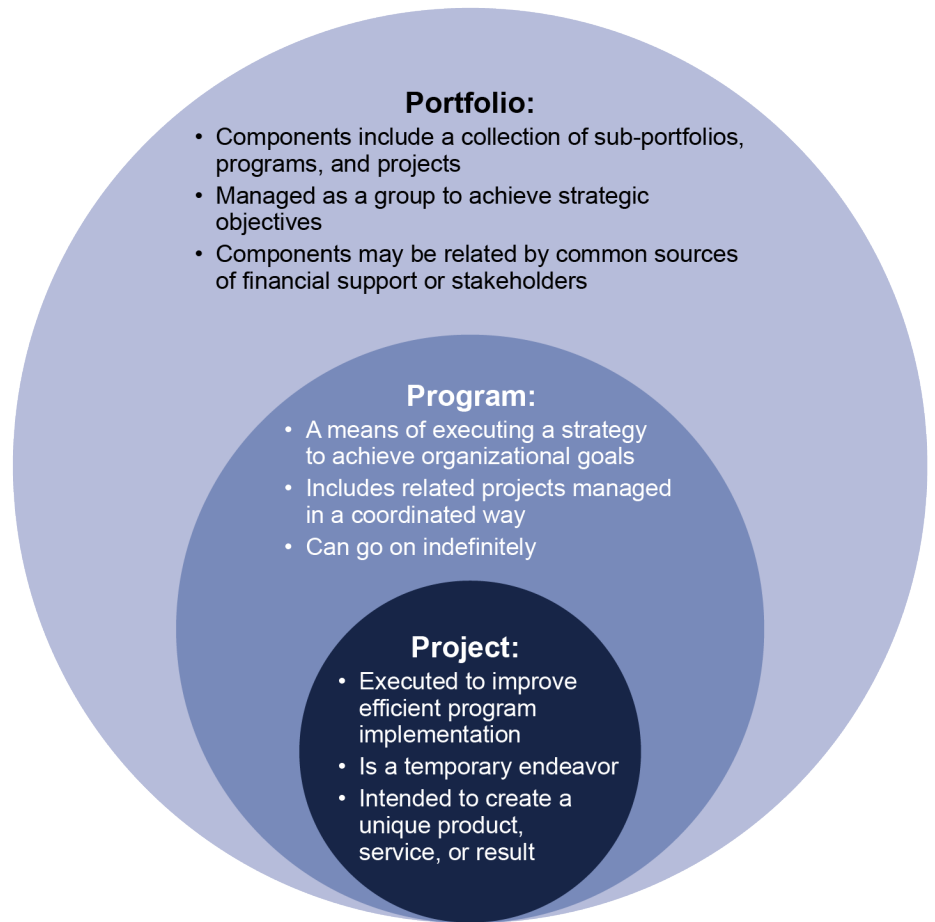 Portfolio:
• Components include a collection of sub-portfolios,
programs, and projects
• Managed as a group to achieve strategic
objectives
• Components may be related by common sources
of financial support or stakeholders
Program:
• A means of executing a strategy
to achieve organizational goals
• Includes related projects managed
in a coordinated way
• Can go on indefinitely
Project:
• Executed to improve
efficient program
implementation
• Is a temporary endeavor
• Intended to create a
unique product,
service, or result